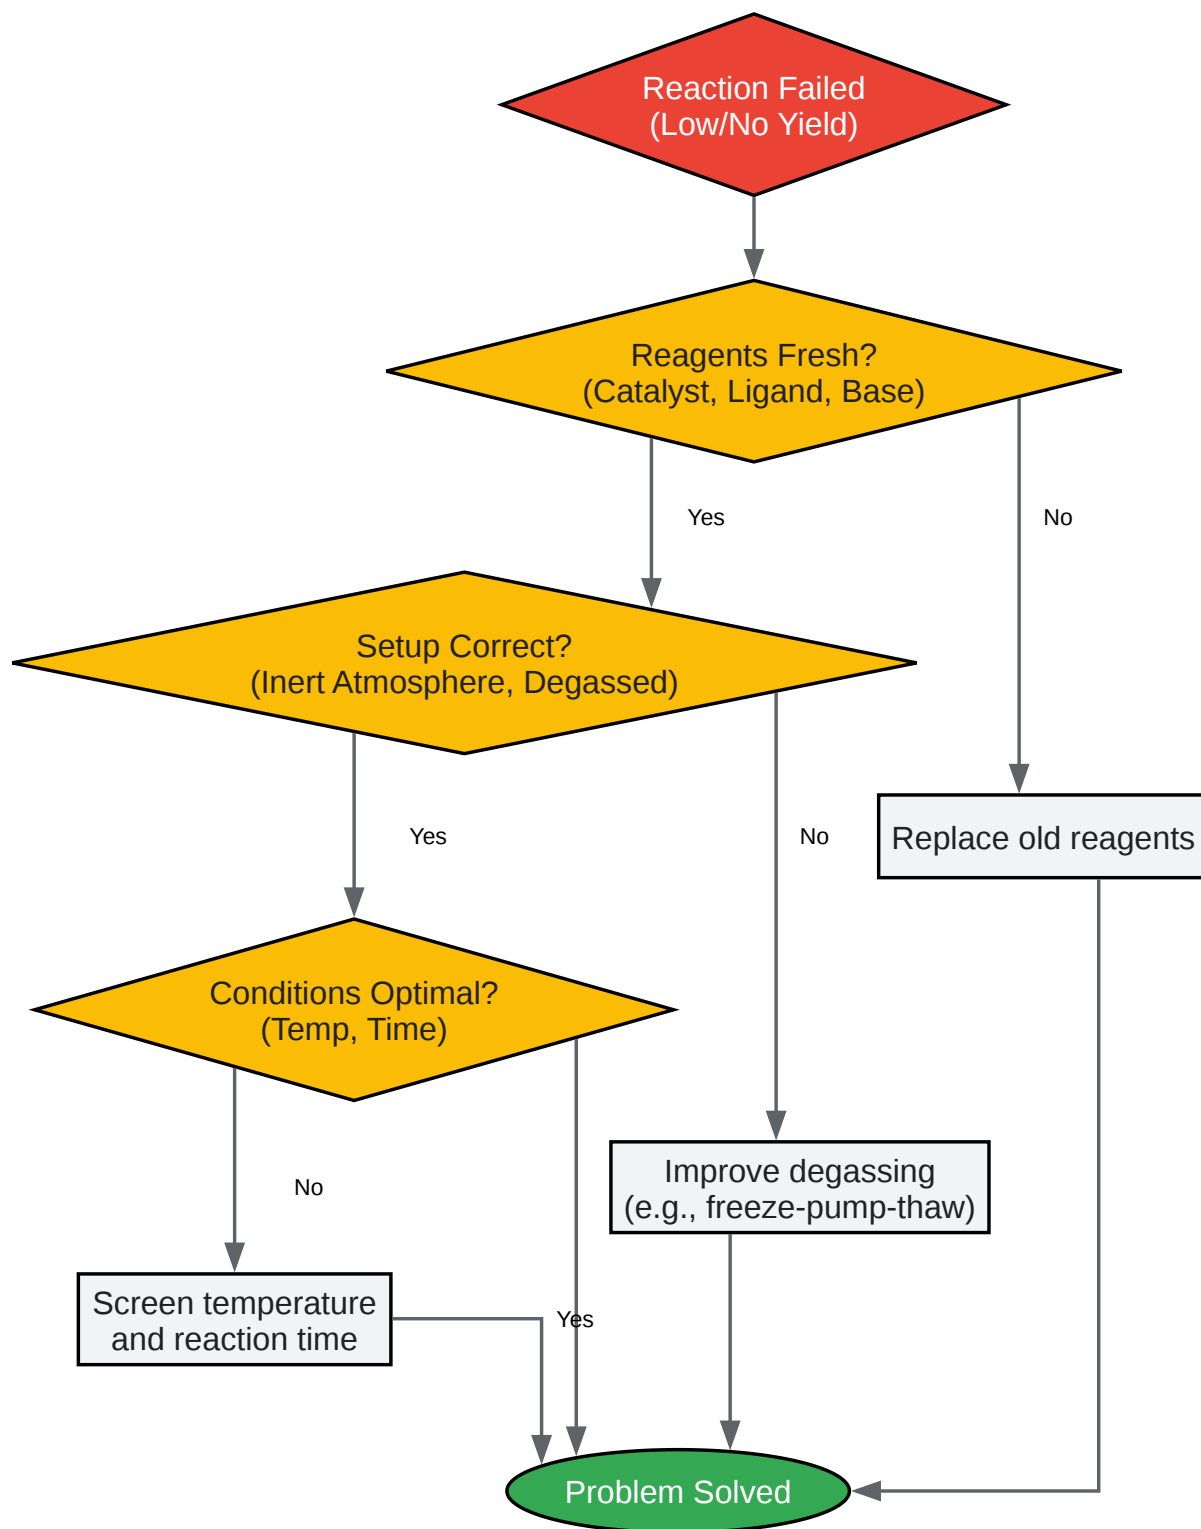 Reaction Failed
(Low/No Yield)
Reagents Fresh?
(Catalyst, Ligand, Base)
Yes
No
Setup Correct?
(Inert Atmosphere, Degassed)
Yes
No
Replace old reagents
Conditions Optimal?
(Temp, Time)
No
Improve degassing
(e.g., freeze-pump-thaw)
Screen temperature
and reaction time
Yes
Problem Solved